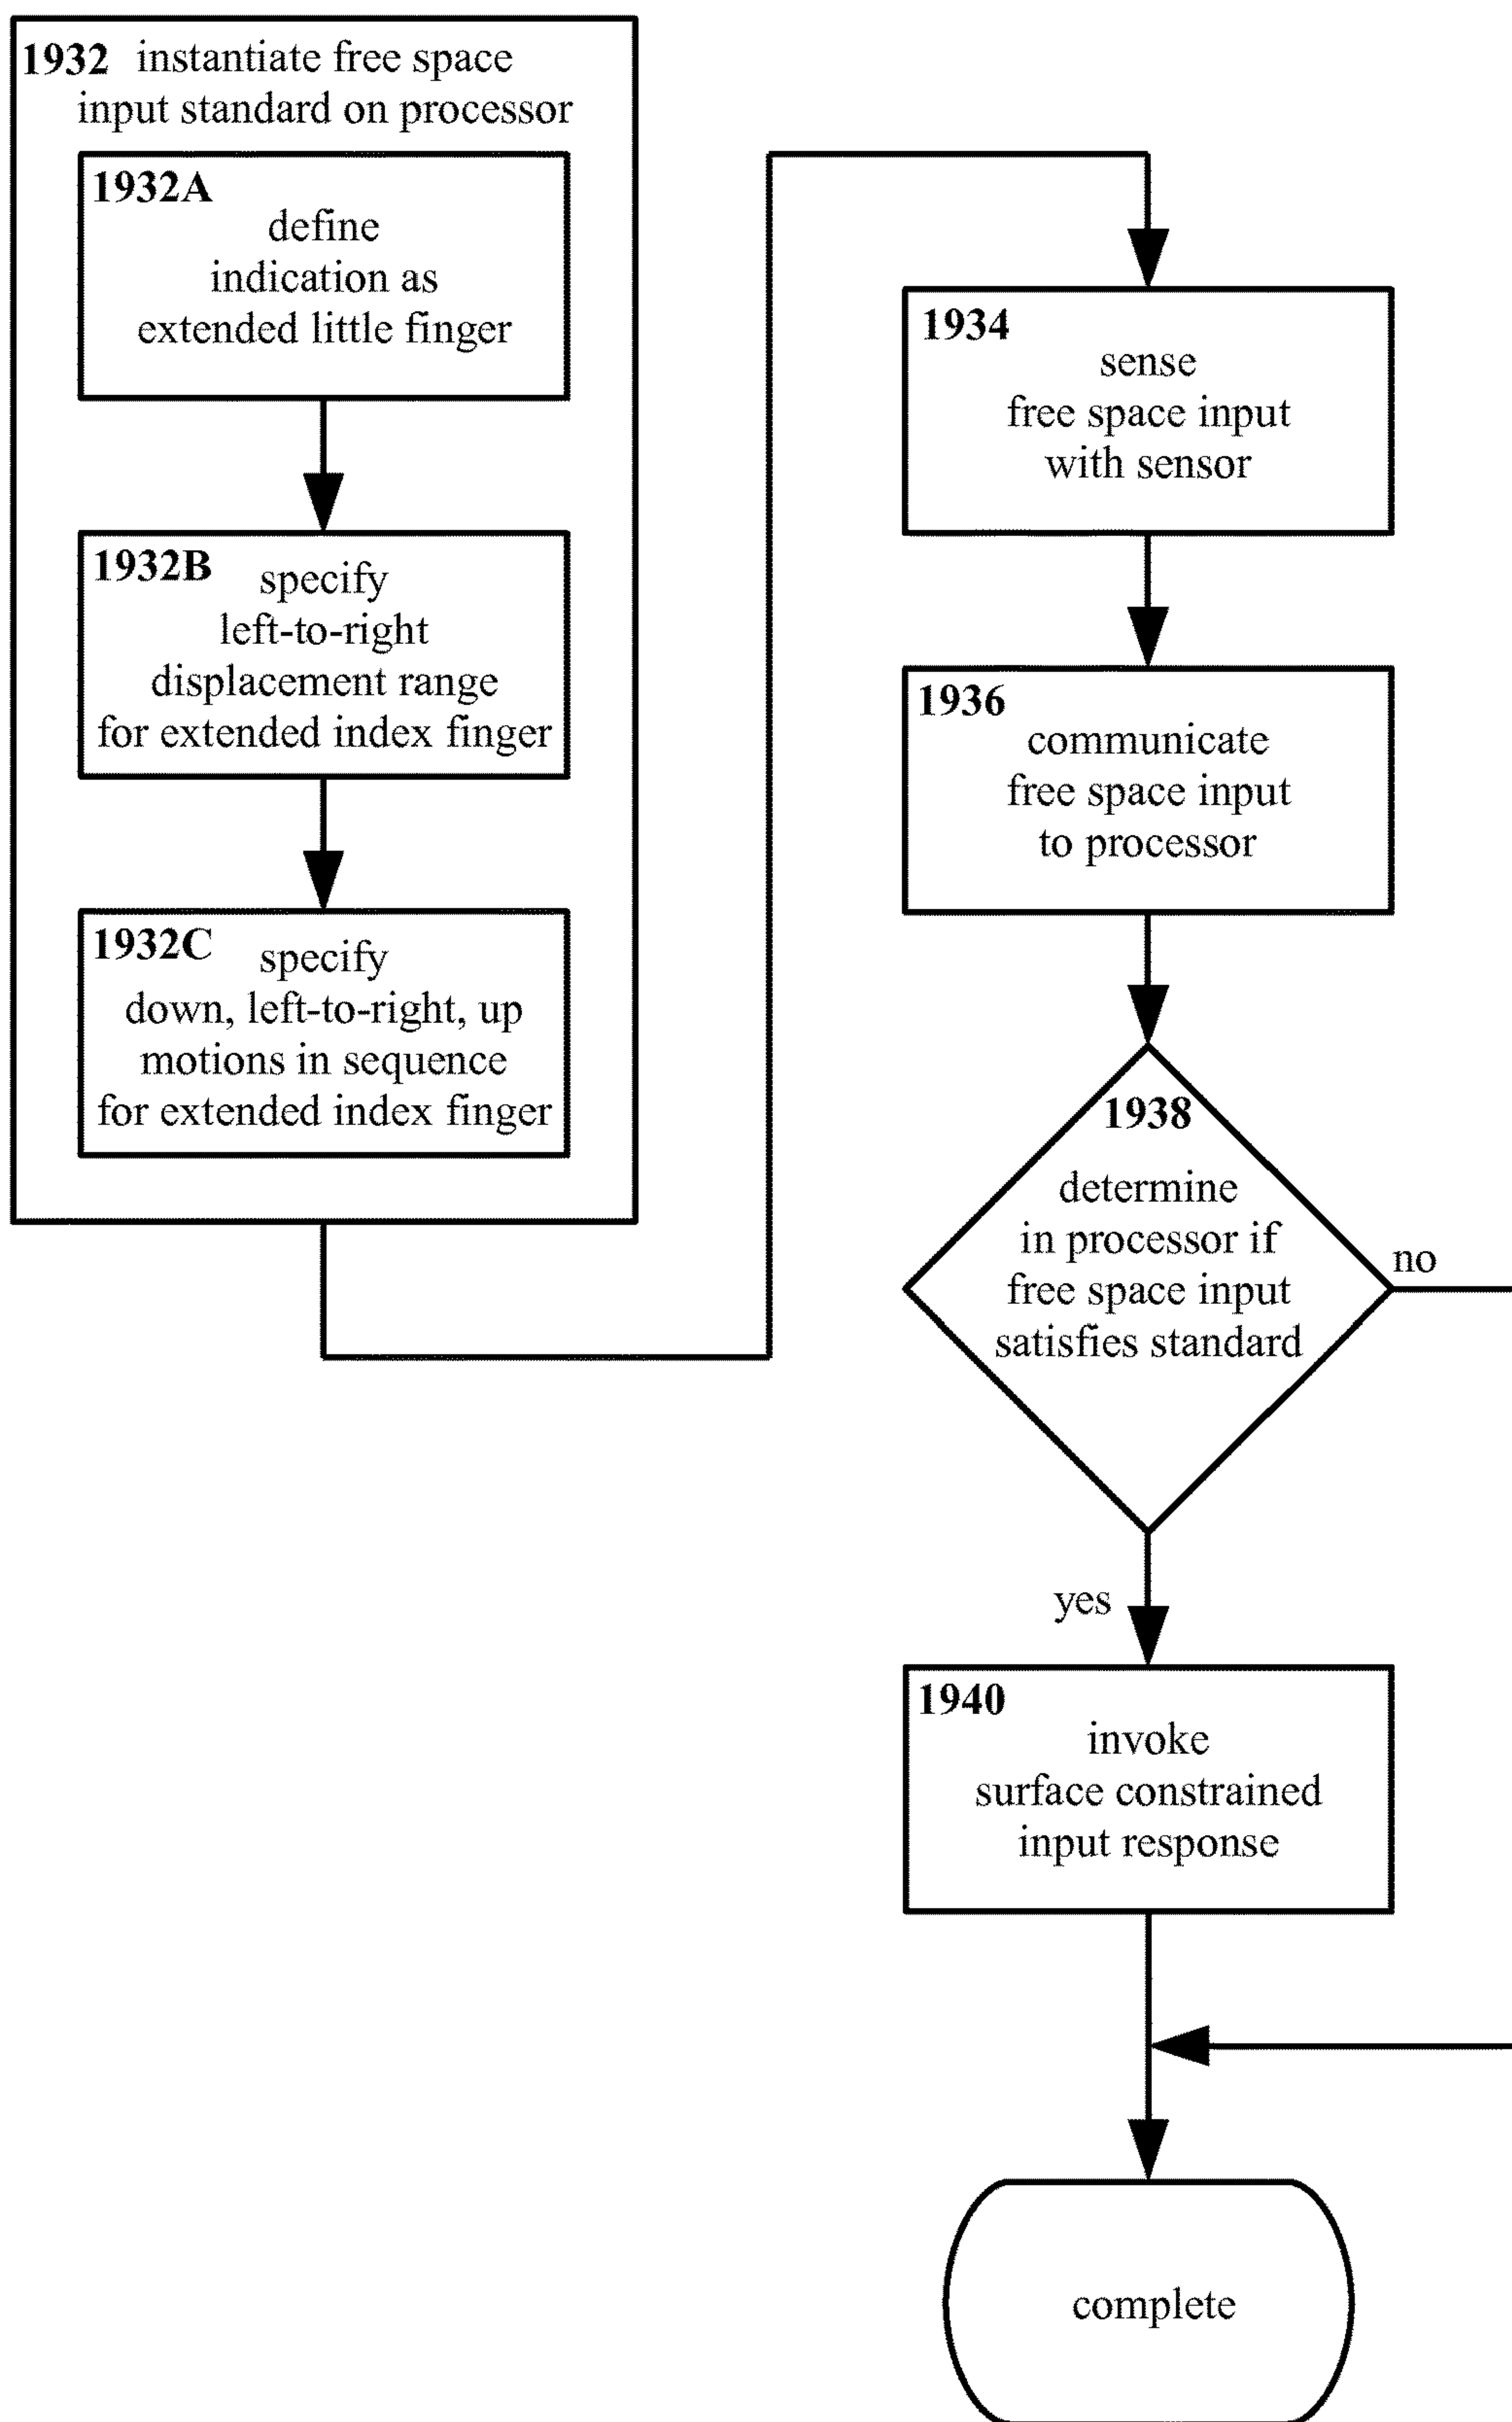 1932 instantiate free space
input standard on processor
1932A
define
indication as
extended little finger
1932B specify
left-to-right
displacement range
for extended index finger
1932C specify
down, left-to-right, up
motions in sequence
for extended index finger
1934
sense
free space input
with sensor
1936
communicate
free space input
to processor
1938
determine
in processor if
free space input
satisfies standard
no
yes
1940
invoke
surface constrained
input response
complete